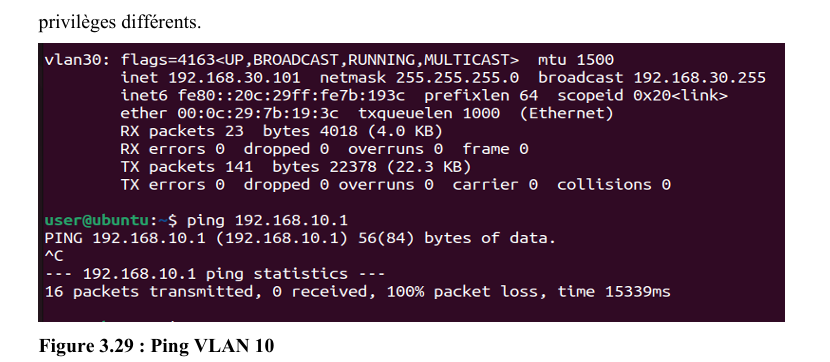 privilèges différents.
vlan30: flags=4163<UP,BROADCAST,RUNNING,MULTICAST>  mtu 1500
inet 192.168.30.101  netmask 255.255.255.0  broadcast 192.168.30.255
inet6 fe80::20c:29ff:fe7b:193c  prefixlen 64  scopeid 0x20<link>
ether 00:0c:29:7b:19:3c  txqueuelen 1000  (Ethernet)
RX packets 23  bytes 4018 (4.0 KB)
RX errors 0  dropped 0  overruns 0  frame 0
TX packets 141  bytes 22378 (22.3 KB)
TX errors 0  dropped 0 overruns 0  carrier 0  collisions 0
user@ubuntu:~$ ping 192.168.10.1
PING 192.168.10.1 (192.168.10.1) 56(84) bytes of data.
^C
--- 192.168.10.1 ping statistics ---
16 packets transmitted, 0 received, 100% packet loss, time 15339ms
Figure 3.29 : Ping VLAN 10